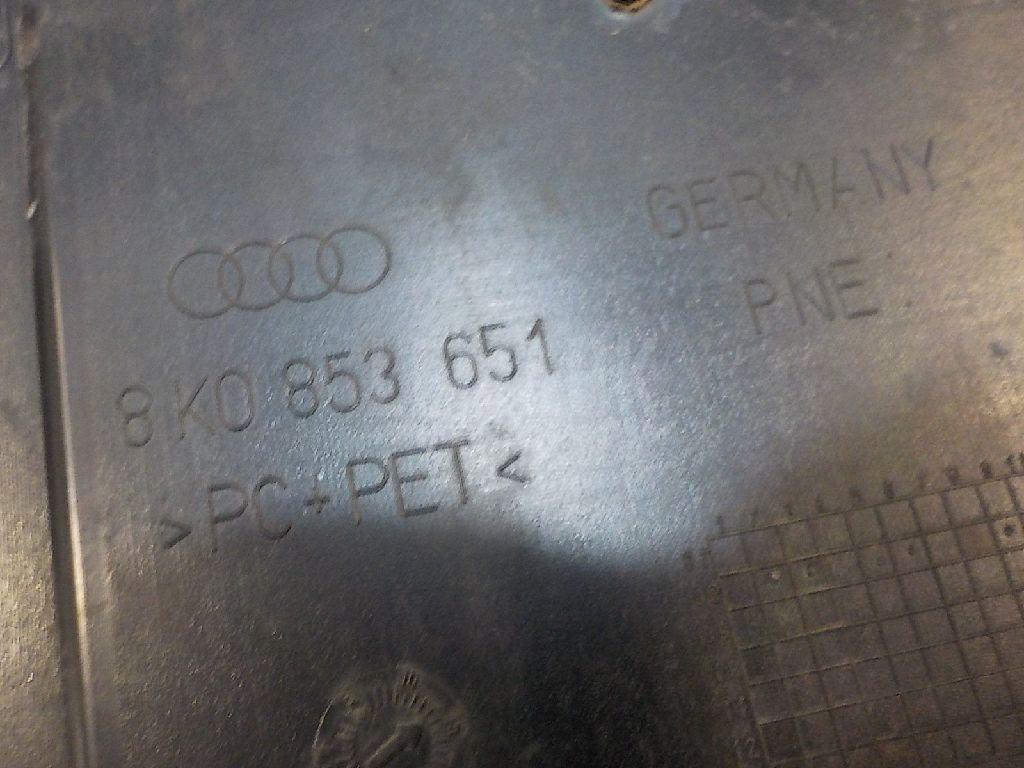 GERMANY
PNE
8K0 853 651
>PC+PET<